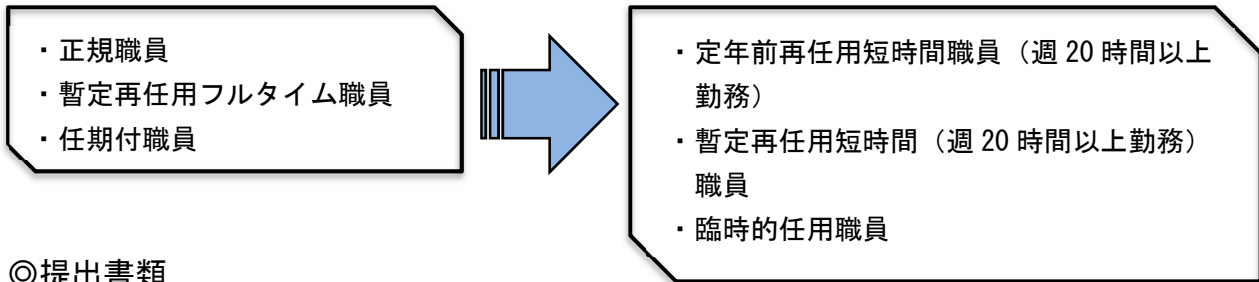 ・正規職員
・暫定再任用フルタイム職員
・任期付職員
・定年前再任用短時間職員（週 20 時間以上
勤務）
・暫定再任用短時間（週 20 時間以上勤務）
職員
・臨時的任用職員
◎提出書類